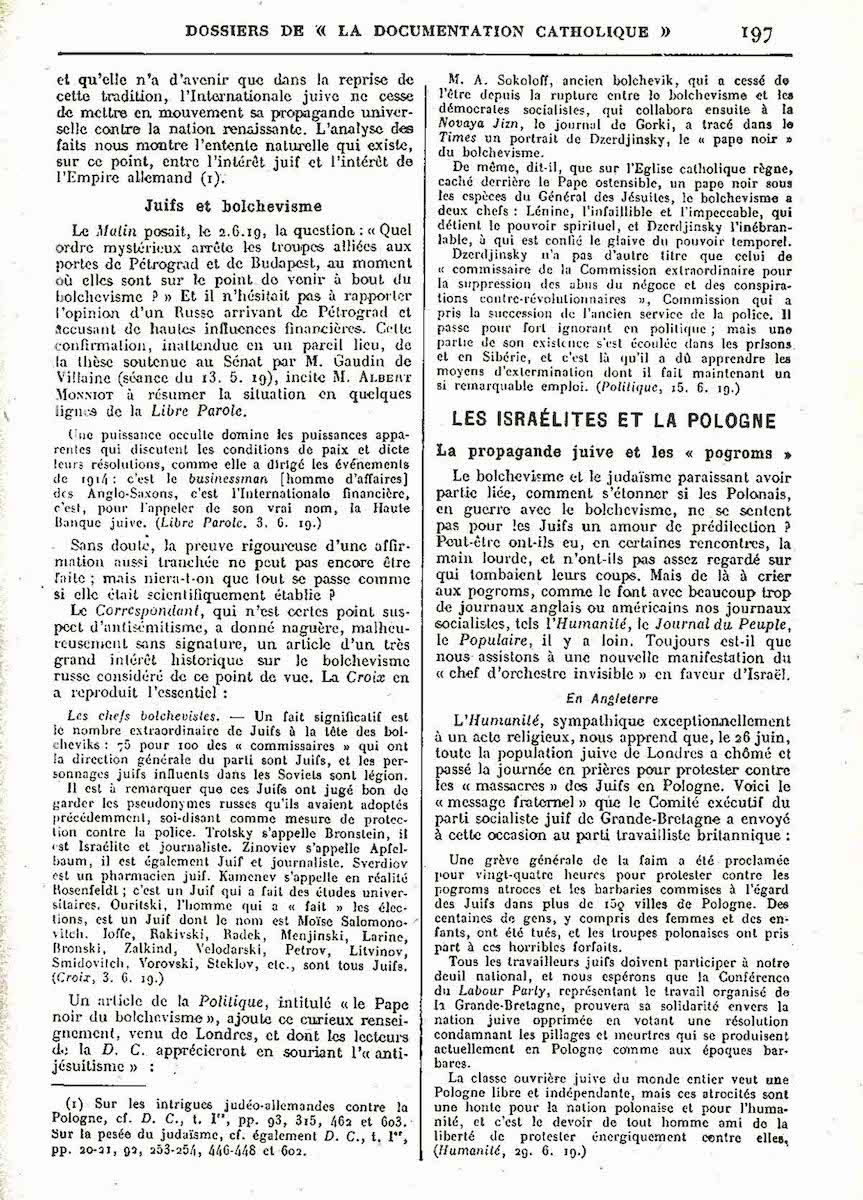 DOSSIERS DE « LA DOCUMENTATION CATHOLIQUE » 197
et qu'elle n'a d'avenir que dans la reprise de
cette tradition, l'Internationale juive ne cesse
de mettre en mouvement sa propagande univer-
selle contre la nation renaissante. L'analyse des
faits nous montre l'entente naturelle qui existe,
sur ce point, entre l'intérêt juif et l'intérêt de
l'Empire allemand (1).
Juifs et bolchevisme
Le Matin posait, le 2.6.19, la question : « Quel
ordre mystérieux arrête les troupes alliées aux
portes de Pétrograd et de Budapest, au moment
où elles sont sur le point de venir à bout du
bolchevisme ? » Et il n'hésitait pas à rapporter
l'opinion d'un Russe arrivant de Pétrograd et
accusant de hautes influences financières. Cette
confirmation, inattendue en un pareil lieu, de
la thèse soutenue au Sénat par M. Gaudin de
Villaine (séance du 13. 5. 19), incite M. ALBERT
MONNIOT à résumer la situation en quelques
lignes de la Libre Parole.
Une puissance occulte domine les puissances appa-
rentes qui discutent les conditions de paix et dicte
leurs résolutions, comme elle a dirigé les événements
de 1914 : c'est le businessman [homme d'affaires]
des Anglo-Saxons, c'est l'Internationale financière,
c'est, pour l'appeler de son vrai nom, la Haute
Banque juive. (Libre Parole. 3. 6. 19.)
Sans doute, la preuve rigoureuse d'une affir-
mation aussi tranchée ne peut pas encore être
faite ; mais niera-t-on que tout se passe comme
si elle était scientifiquement établie ?
Le Correspondant, qui n'est certes point sus-
pect d'antisémitisme, a donné naguère, malheu-
reusement sans signature, un article d'un très
grand intérêt historique sur le bolchevisme
russe considéré de ce point de vue. La Croix en
a reproduit l'essentiel :
Les chefs bolchevistes. — Un fait significatif est
le nombre extraordinaire de Juifs à la tête des bol-
cheviks : 75 pour 100 des « commissaires » qui ont
la direction générale du parti sont Juifs, et les per-
sonnages juifs influents dans les Soviets sont légion.
Il est à remarquer que ces Juifs ont jugé bon de
garder les pseudonymes russes qu'ils avaient adoptés
précédemment, soi-disant comme mesure de protec-
tion contre la police. Trotsky s'appelle Bronstein, il
est Israélite et journaliste. Zinoviev s'appelle Apfel-
baum, il est également Juif et journaliste. Sverdlov
est un pharmacien juif. Kamenev s'appelle en réalité
Rosenfeldt ; c'est un Juif qui a fait des études univer-
sitaires. Ouritski, l'homme qui a « fait » les élec-
tions, est un Juif dont le nom est Moïse Salomono-
vitch. Ioffe, Rakivski, Radek, Menjinski, Larine,
Bronski, Zalkind, Velodarski, Petrov, Litvinov,
Smidovitch, Vorovski, Steklov, etc., sont tous Juifs.
(Croix, 3. 6. 19.)
Un article de la Politique, intitulé « le Pape
noir du bolchevisme », ajoute ce curieux rensei-
gnement, venu de Londres, et dont les lecteurs
de la D. C. apprécieront en souriant l'« anti-
jésuitisme » :
(1) Sur les intrigues judéo-allemandes contre la
Pologne, cf. D. C., t. Ier, pp. 93, 315, 462 et 603.
Sur la pesée du judaïsme, cf. également D. C., t. Ier,
pp. 20-21, 92, 253-254, 446-448 et 602.
M. A. Sokoloff, ancien bolchevik, qui a cessé de
l'être depuis la rupture entre le bolchevisme et les
démocrates socialistes, qui collabora ensuite à la
Novaya Jizn, le journal de Gorki, a tracé dans le
Times un portrait de Dzerdjinsky, le « pape noir »
du bolchevisme.
De même, dit-il, que sur l'Eglise catholique règne,
caché derrière le Pape ostensible, un pape noir sous
les espèces du Général des Jésuites, le bolchevisme a
deux chefs : Lénine, l'infaillible et l'impeccable, qui
détient le pouvoir spirituel, et Dzerdjinsky l'inébran-
lable, à qui est confié le glaive du pouvoir temporel.
Dzerdjinsky n'a pas d'autre titre que celui de
« commissaire de la Commission extraordinaire pour
la suppression des abus du négoce et des conspira-
tions contre-révolutionnaires », Commission qui a
pris la succession de l'ancien service de la police. Il
passe pour fort ignorant en politique ; mais une
partie de son existence s'est écoulée dans les prisons
et en Sibérie, et c'est là qu'il a dû apprendre les
moyens d'extermination dont il fait maintenant un
si remarquable emploi. (Politique, 15. 6. 19.)
LES ISRAÉLITES ET LA POLOGNE
La propagande juive et les « pogroms »
Le bolchevisme et le judaïsme paraissant avoir
partie liée, comment s'étonner si les Polonais,
en guerre avec le bolchevisme, ne se sentent
pas pour les Juifs un amour de prédilection ?
Peut-être ont-ils eu, en certaines rencontres, la
main lourde, et n'ont-ils pas assez regardé sur
qui tombaient leurs coups. Mais de là à crier
aux pogroms, comme le font avec beaucoup trop
de journaux anglais ou américains nos journaux
socialistes, tels l'Humanité, le Journal du Peuple,
le Populaire, il y a loin. Toujours est-il que
nous assistons à une nouvelle manifestation du
« chef d'orchestre invisible » en faveur d'Israël.
En Angleterre
L'Humanité, sympathique exceptionnellement
à un acte religieux, nous apprend que, le 26 juin,
toute la population juive de Londres a chômé et
passé la journée en prières pour protester contre
les « massacres » des Juifs en Pologne. Voici le
« message fraternel » que le Comité exécutif du
parti socialiste juif de Grande-Bretagne a envoyé
à cette occasion au parti travailliste britannique :
Une grève générale de la faim a été proclamée
pour vingt-quatre heures pour protester contre les
pogroms atroces et les barbaries commises à l'égard
des Juifs dans plus de 159 villes de Pologne. Des
centaines de gens, y compris des femmes et des en-
fants, ont été tués, et les troupes polonaises ont pris
part à ces horribles forfaits.
Tous les travailleurs juifs doivent participer à notre
deuil national, et nous espérons que la Conférence
du Labour Party, représentant le travail organisé de
la Grande-Bretagne, prouvera sa solidarité envers la
nation juive opprimée en votant une résolution
condamnant les pillages et meurtres qui se produisent
actuellement en Pologne comme aux époques bar-
bares.
La classe ouvrière juive du monde entier veut une
Pologne libre et indépendante, mais ces atrocités sont
une honte pour la nation polonaise et pour l'huma-
nité, et c'est le devoir de tout homme ami de la
liberté de protester énergiquement contre elles.
(Humanité, 29. 6. 19.)